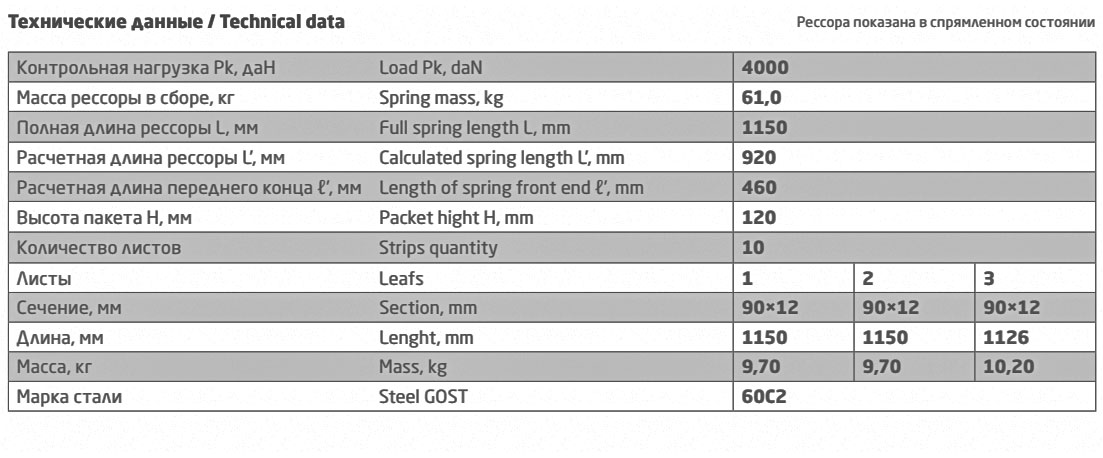 Технические данные / Technical data
Рессора показана в спрямленном состоянии
Контрольная нагрузка Pk, даН Load Pk, daN 4000
Масса рессоры в сборе, кг Spring mass, kg 61,0
Полная длина рессоры L, мм Full spring length L, mm 1150
Расчетная длина рессоры L’, мм Calculated spring length L’, mm 920
Расчетная длина переднего конца ℓ’, мм Length of spring front end ℓ’, mm 460
Высота пакета H, мм Packet hight H, mm 120
Количество листов Strips quantity 10
Листы Leafs 1 2 3
Сечение, мм Section, mm 90×12 90×12 90×12
Длина, мм Lenght, mm 1150 1150 1126
Масса, кг Mass, kg 9,70 9,70 10,20
Марка стали Steel GOST 60С2